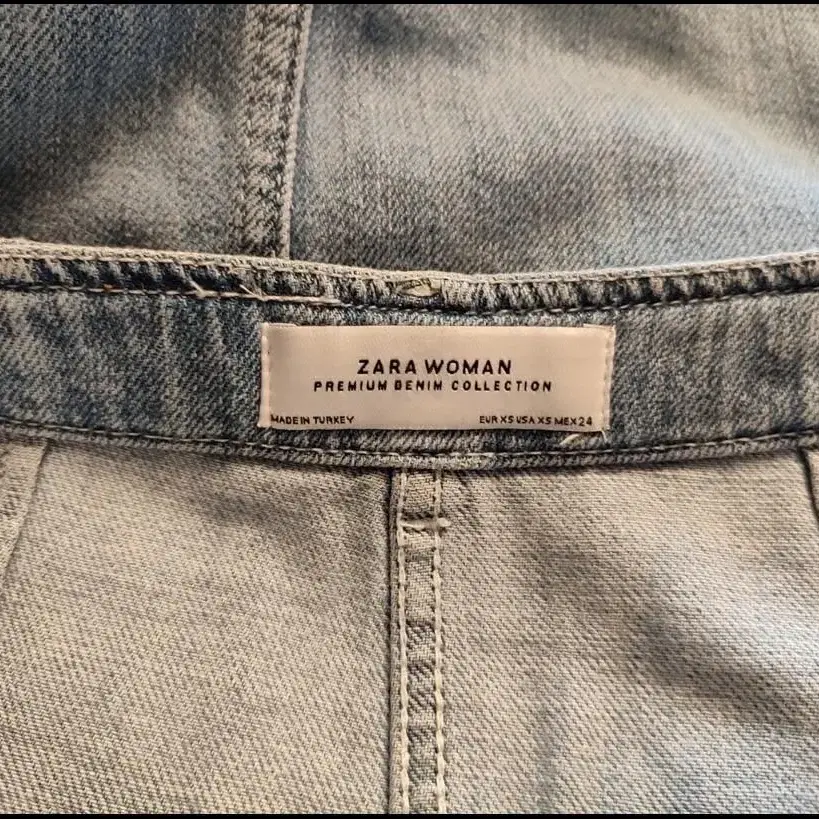 ZARA WOMAN
PREMIUM DENIM COLLECTION
MADE IN TURKEY
EUR XS USA XS MEX 24